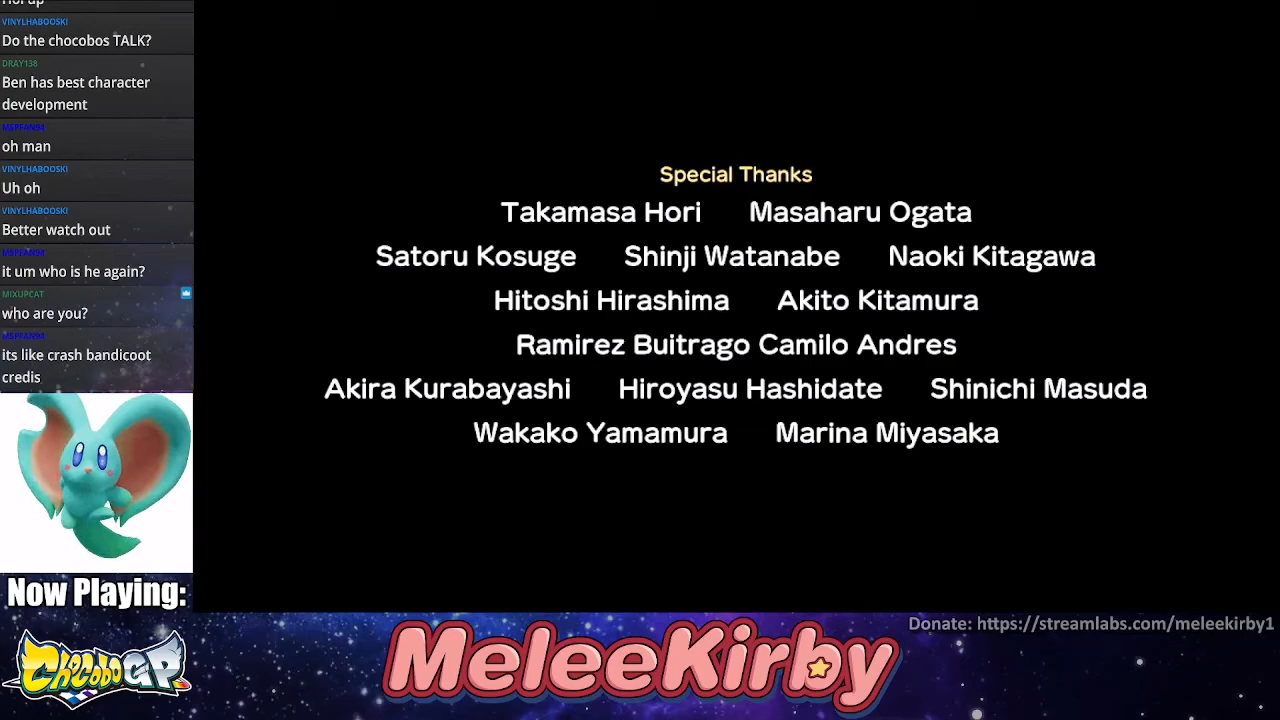 VINYLHABOOSKI
Do the chocobos TALK?
DRAY138
Ben has best character
development
MSPFAN94
oh man
VINYLHABOOSKI
Uh oh
VINYLHABOOSKI
Better watch out
it um who is he again?
MIXUPCAT
who are you?
its like crash bandicoot
credis
Now Playing:
Chocobo GP
Special Thanks
Takamasa Hori Masaharu Ogata
Satoru Kosuge Shinji Watanabe Naoki Kitagawa
Hitoshi Hirashima Akito Kitamura
Ramirez Buitrago Camilo Andres
Akira Kurabayashi Hiroyasu Hashidate Shinichi Masuda
Wakako Yamamura Marina Miyasaka
Donate: https://streamlabs.com/meleekirby1
MeleeKirby